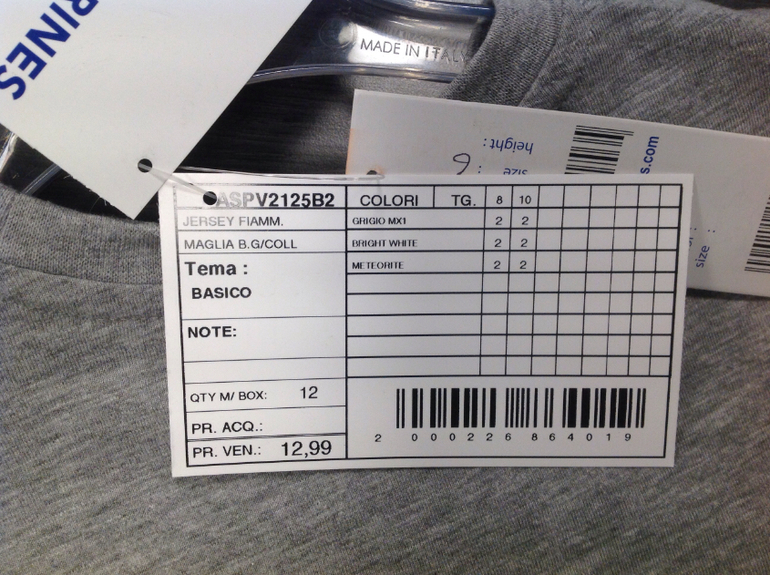 RINES
MADE IN ITALY
height:
size:
6
s.com
size :
ASPV2125B2
JERSEY FIAMM.
MAGLIA B.G/COLL
Tema :
BASICO
NOTE:
QTY M/ BOX: 12
PR. ACQ.:
PR. VEN.: 12,99
COLORI TG. 8 10
GRIGIO MX1 2 2
BRIGHT WHITE 2 2
METEORITE 2 2
2 000226 864019